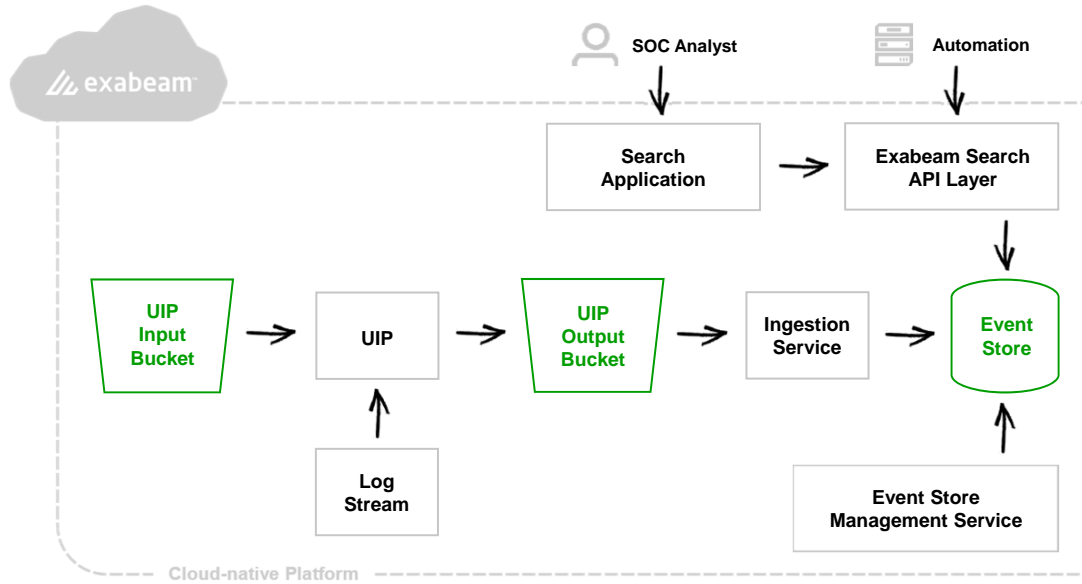 exabeam
SOC Analyst
Automation
Search
Application
Exabeam Search
API Layer
UIP
Input
Bucket
UIP
UIP
Output
Bucket
Ingestion
Service
Event
Store
Log
Stream
Event Store
Management Service
Cloud-native Platform